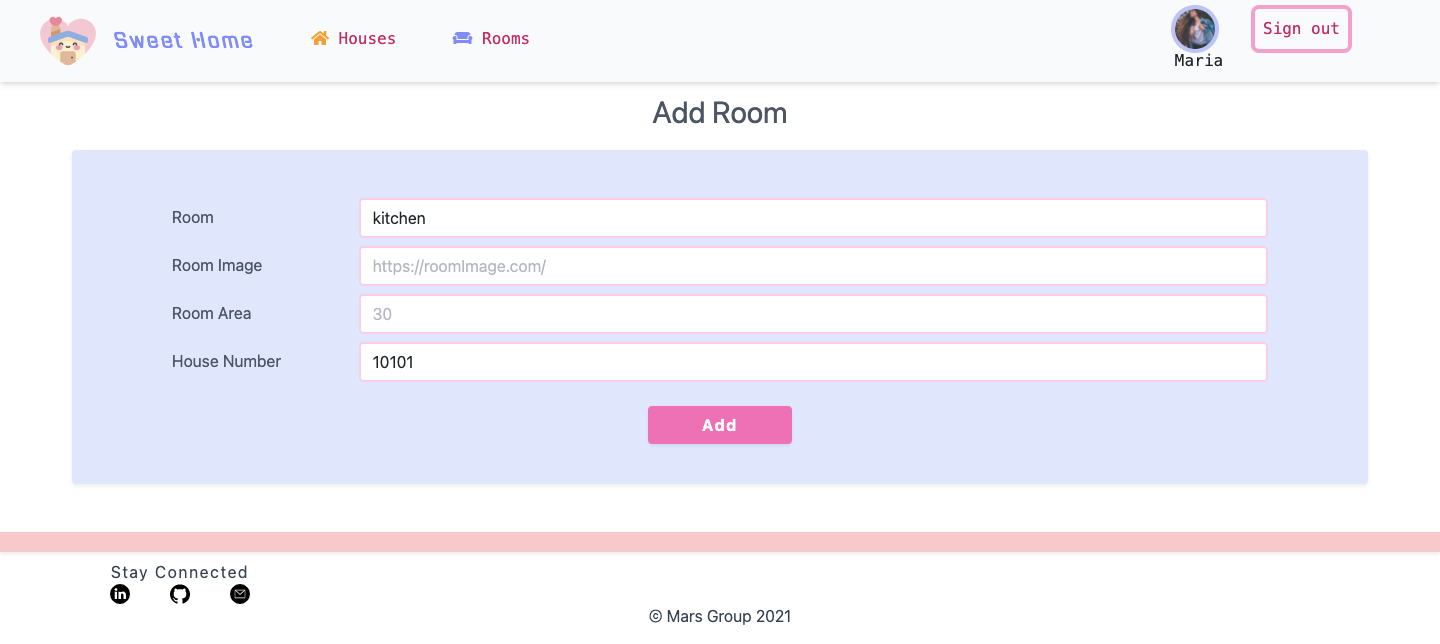 Sweet Home
Houses
Rooms
Maria
Sign out
Add Room
Room
kitchen
Room Image
https://roomImage.com/
Room Area
30
House Number
10101
Add
Stay Connected
in
© Mars Group 2021